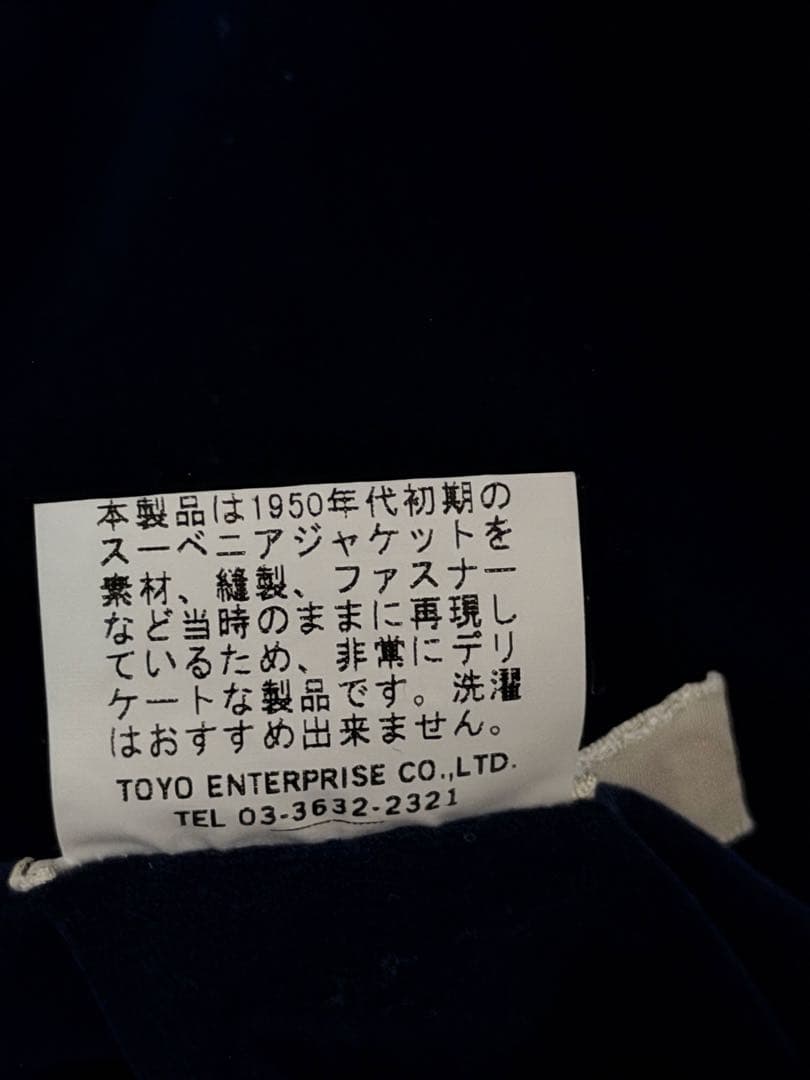 本製品は1950年代初期の
スーベニアジャケットを
素材、縫製、ファスナー
など当時のままに再現し
ているため、非常にデリ
ケートな製品です。洗濯
はおすすめ出来ません。
TOYO ENTERPRISE CO.,LTD.
TEL 03-3632-2321